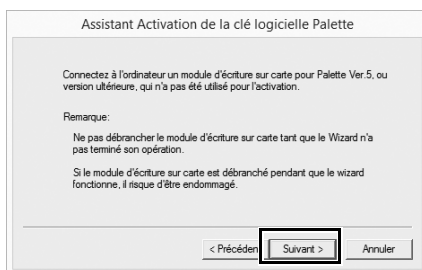 Assistant Activation de la clé logicielle Palette
Connectez à l'ordinateur un module d'écriture sur carte pour Palette Ver.5, ou
version ultérieure, qui n'a pas été utilisé pour l'activation.
Remarque:
Ne pas débrancher le module d'écriture sur carte tant que le Wizard n'a
pas terminé son opération.
Si le module d'écriture sur carte est débranché pendant que le wizard
fonctionne, il risque d'être endommagé.
< Précéden Suivant > Annuler